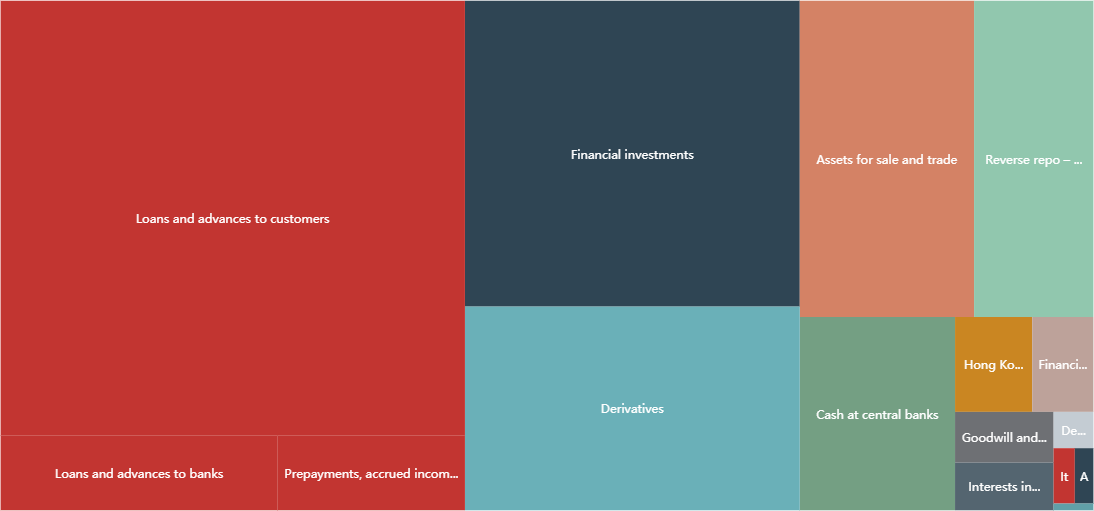 Loans and advances to customers
Loans and advances to banks
Prepayments, accrued incom...
Financial investments
Derivatives
Assets for sale and trade
Reverse repo – ...
Cash at central banks
Hong Ko...
Financi...
Goodwill and...
De...
Interests in...
It
A